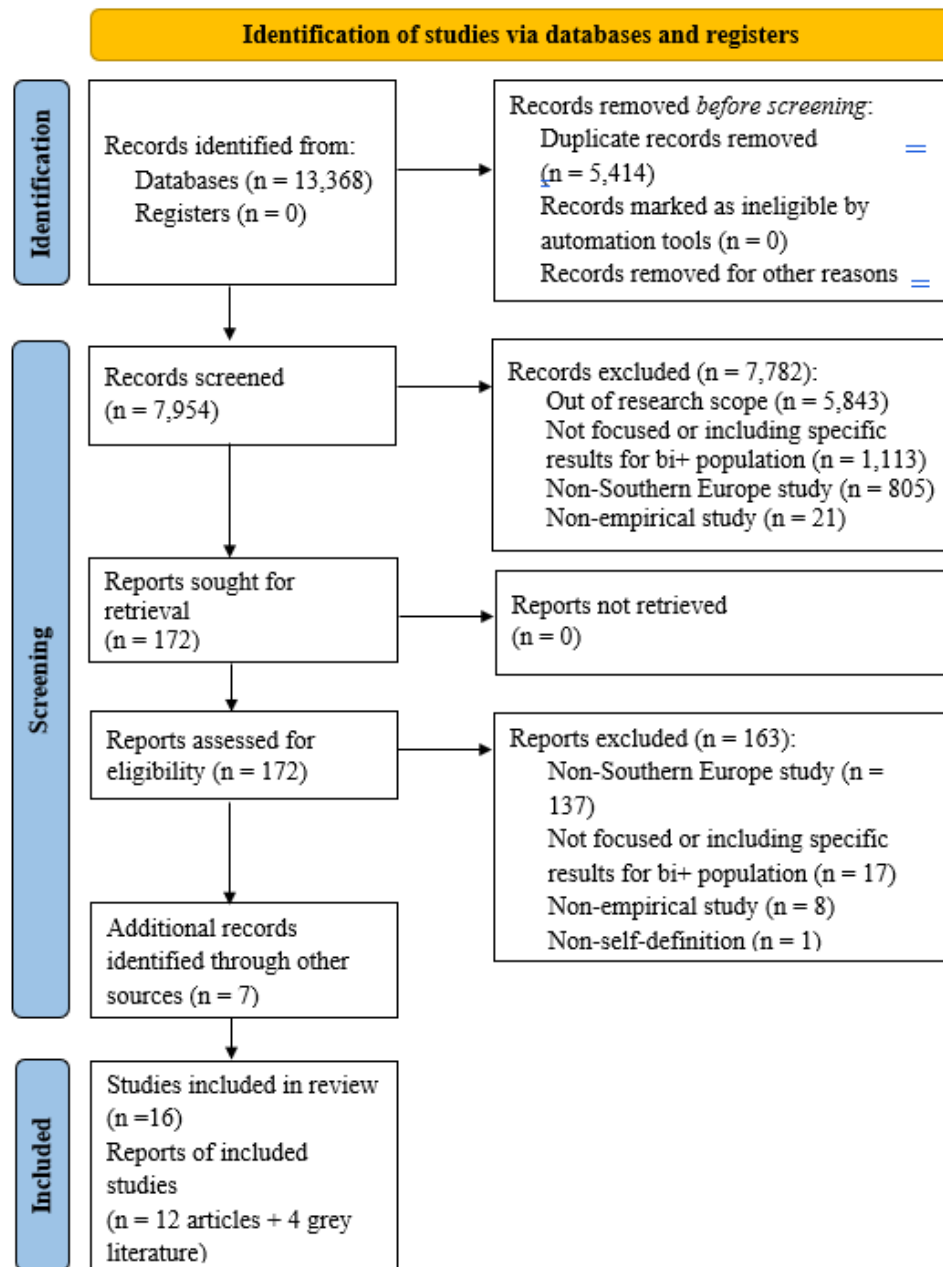 Identification of studies via databases and registers
Identification
Records identified from:
Databases (n = 13,368)
Registers (n = 0)
Records removed before screening:
Duplicate records removed
(n = 5,414)
Records marked as ineligible by
automation tools (n = 0)
Records removed for other reasons
Screening
Records screened
(n = 7,954)
Records excluded (n = 7,782):
Out of research scope (n = 5,843)
Not focused or including specific
results for bi+ population (n = 1,113)
Non-Southern Europe study (n = 805)
Non-empirical study (n = 21)
Reports sought for
retrieval
(n = 172)
Reports not retrieved
(n = 0)
Reports assessed for
eligibility (n = 172)
Reports excluded (n = 163):
Non-Southern Europe study (n =
137)
Not focused or including specific
results for bi+ population (n = 17)
Non-empirical study (n = 8)
Non-self-definition (n = 1)
Additional records
identified through other
sources (n = 7)
Included
Studies included in review
(n =16)
Reports of included
studies
(n = 12 articles + 4 grey
literature)